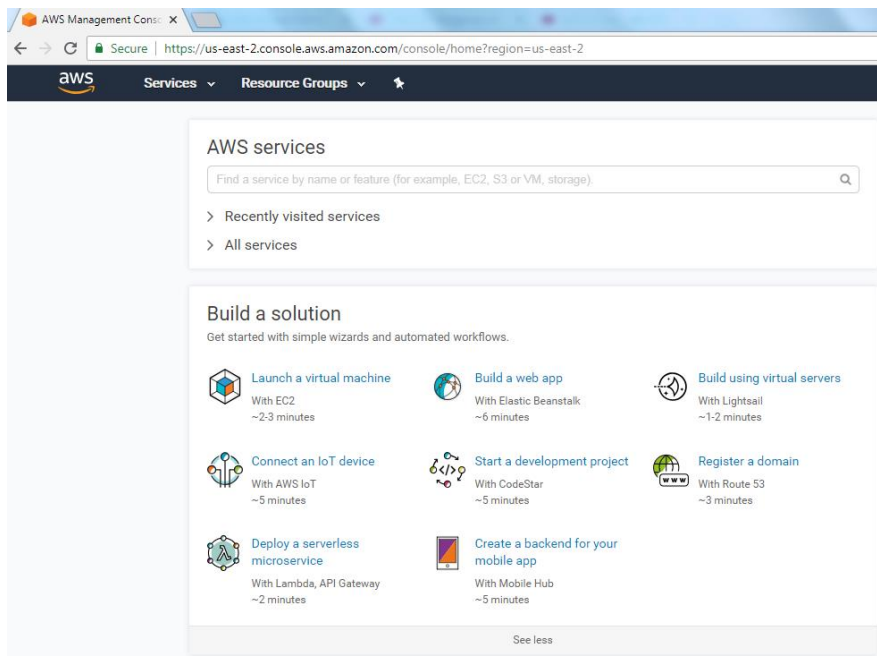 AWS Management Consc
Secure | https://us-east-2.console.aws.amazon.com/console/home?region=us-east-2
aws Services Resource Groups
AWS services
Find a service by name or feature (for example, EC2, S3 or VM, storage).
Recently visited services
All services
Build a solution
Get started with simple wizards and automated workflows.
Launch a virtual machine
With EC2
~2-3 minutes
Build a web app
With Elastic Beanstalk
~6 minutes
Build using virtual servers
With Lightsail
~1-2 minutes
Connect an IoT device
With AWS IoT
~5 minutes
Start a development project
With CodeStar
~5 minutes
WWW
Register a domain
With Route 53
~3 minutes
Deploy a serverless
microservice
With Lambda, API Gateway
~2 minutes
Create a backend for your
mobile app
With Mobile Hub
~5 minutes
See less